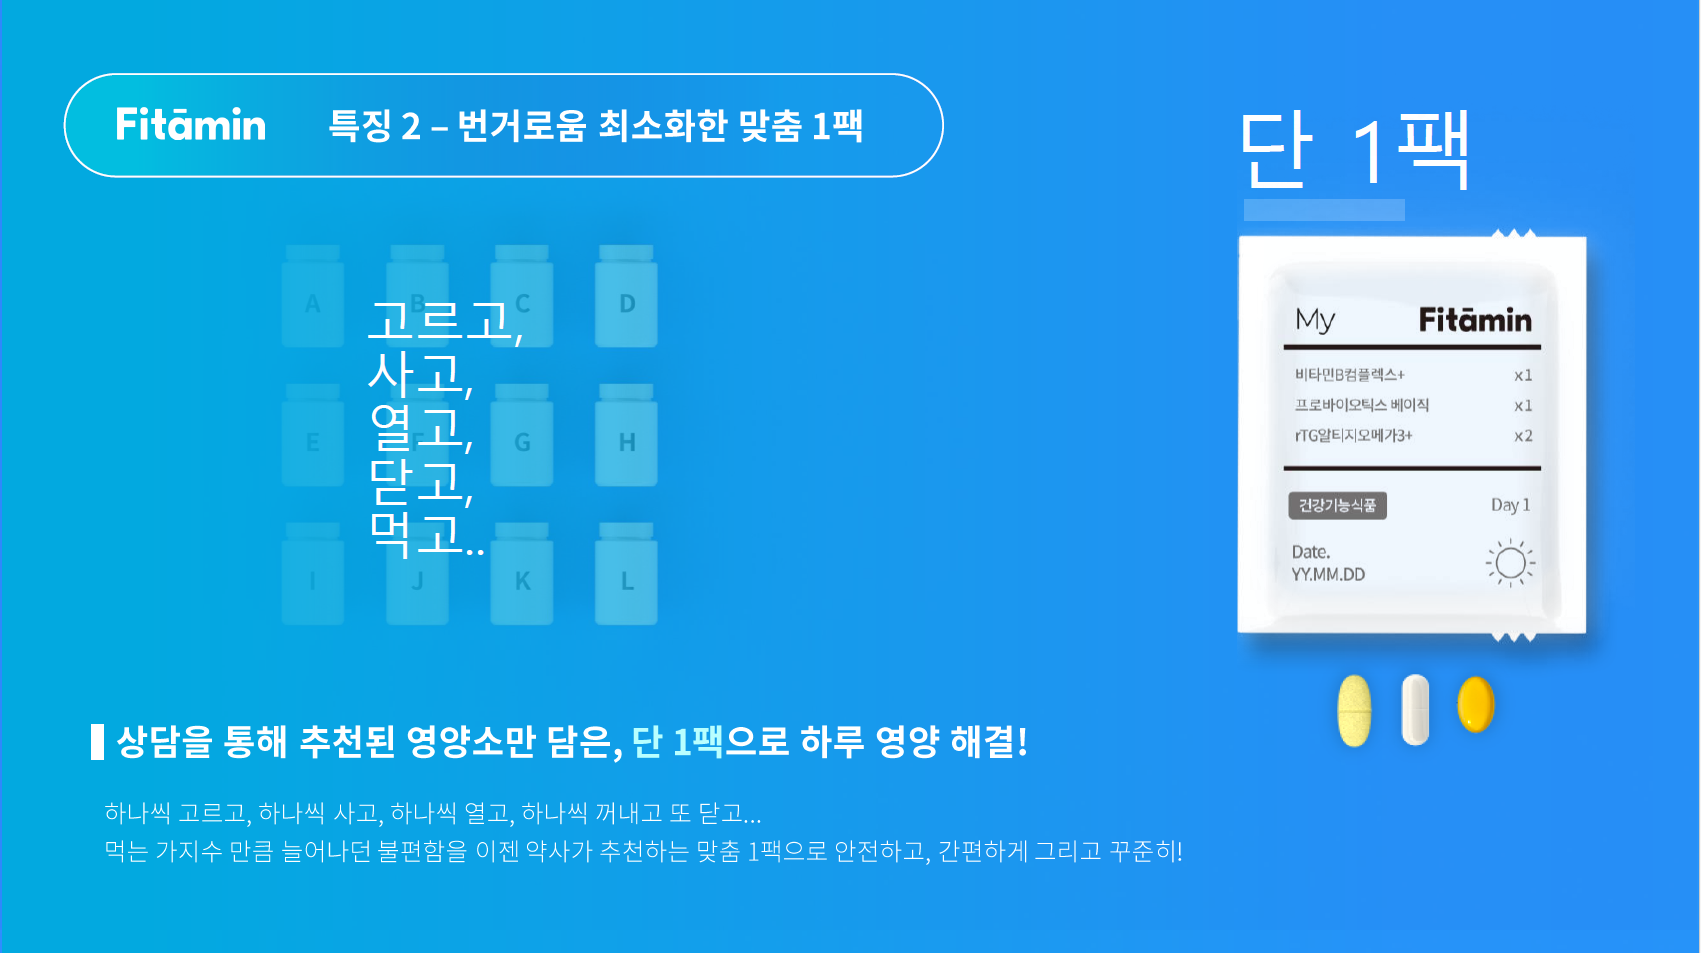 Fitāmin 특징 2 – 번거로움 최소화한 맞춤 1팩
단 1팩
A B C D
E F G H
I J K L
고르고,
사고,
열고,
닫고,
먹고..
My Fitāmin
비타민B컴플렉스+ x1
프로바이오틱스 베이직 x1
rTG알티지오메가3+ x2
건강기능식품 Day 1
Date.
YY.MM.DD
상담을 통해 추천된 영양소만 담은, 단 1팩으로 하루 영양 해결!
하나씩 고르고, 하나씩 사고, 하나씩 열고, 하나씩 꺼내고 또 닫고...
먹는 가지수 만큼 늘어나던 불편함을 이젠 약사가 추천하는 맞춤 1팩으로 안전하고, 간편하게 그리고 꾸준히!